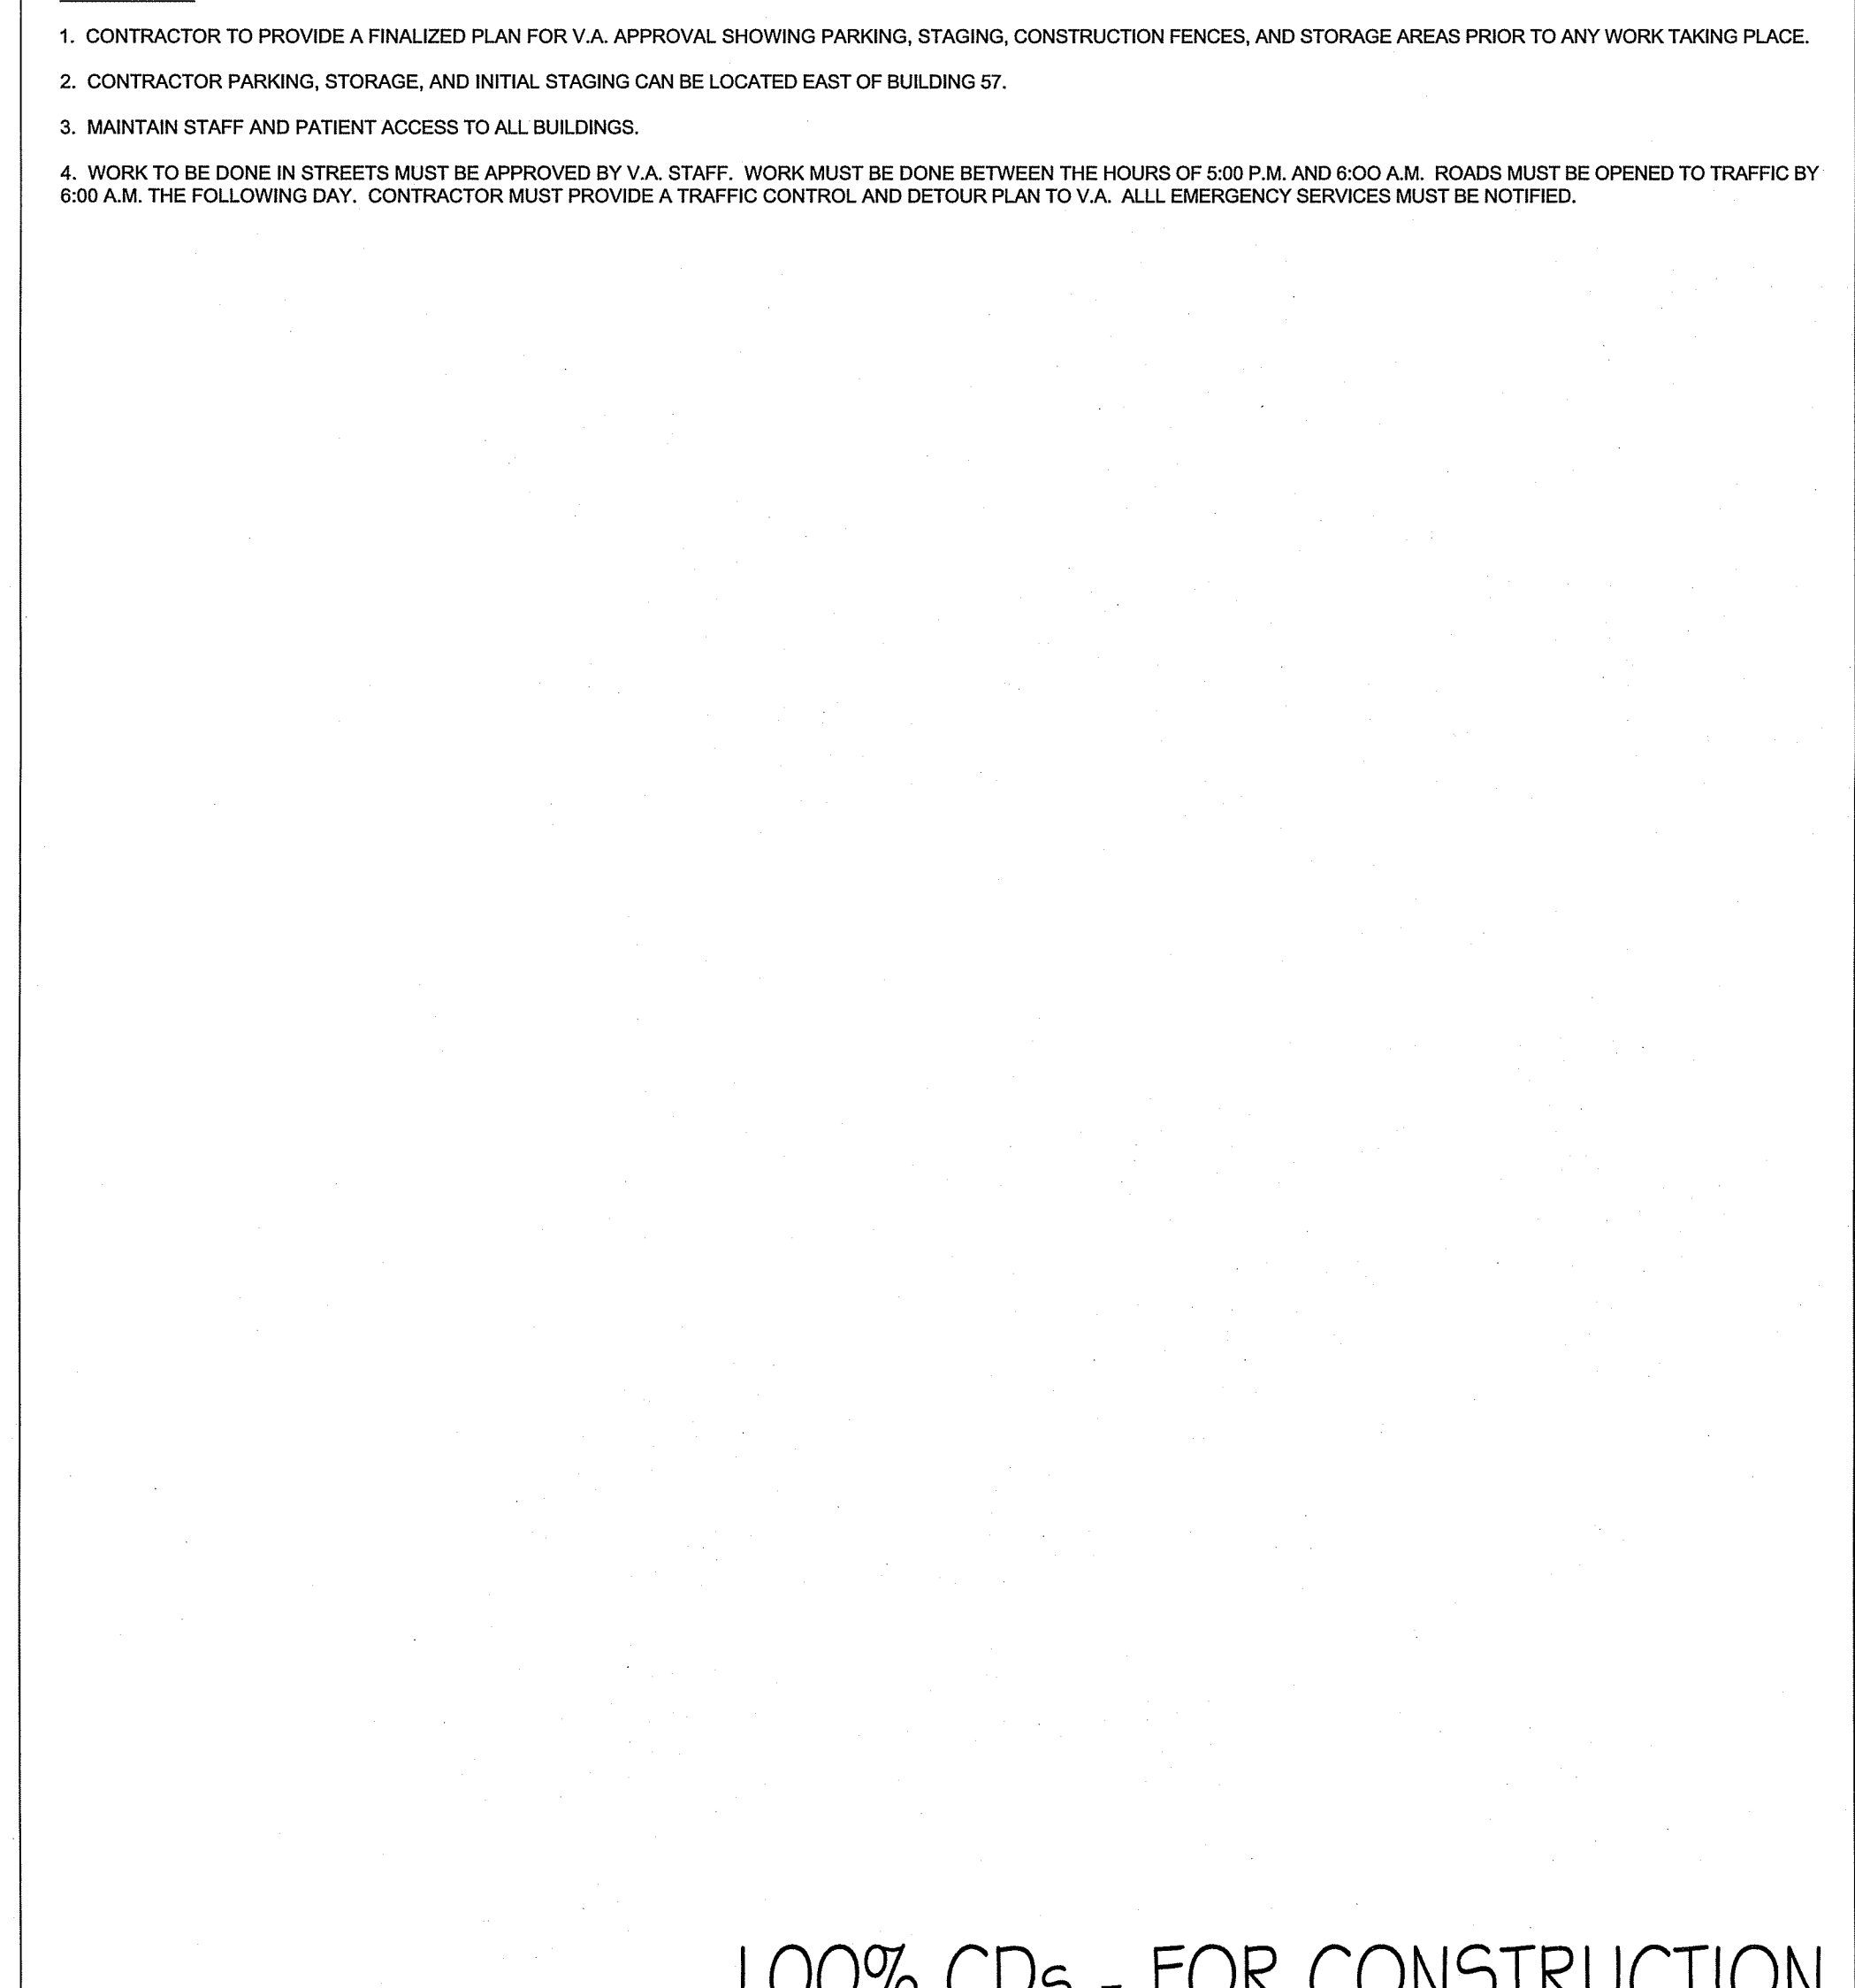 1. CONTRACTOR TO PROVIDE A FINALIZED PLAN FOR V.A. APPROVAL SHOWING PARKING, STAGING, CONSTRUCTION FENCES, AND STORAGE AREAS PRIOR TO ANY WORK TAKING PLACE.
2. CONTRACTOR PARKING, STORAGE, AND INITIAL STAGING CAN BE LOCATED EAST OF BUILDING 57.
3. MAINTAIN STAFF AND PATIENT ACCESS TO ALL BUILDINGS.
4. WORK TO BE DONE IN STREETS MUST BE APPROVED BY V.A. STAFF. WORK MUST BE DONE BETWEEN THE HOURS OF 5:00 P.M. AND 6:OO A.M. ROADS MUST BE OPENED TO TRAFFIC BY
6:00 A.M. THE FOLLOWING DAY. CONTRACTOR MUST PROVIDE A TRAFFIC CONTROL AND DETOUR PLAN TO V.A. ALLL EMERGENCY SERVICES MUST BE NOTIFIED.
100% CDs - FOR CONSTRUCTION